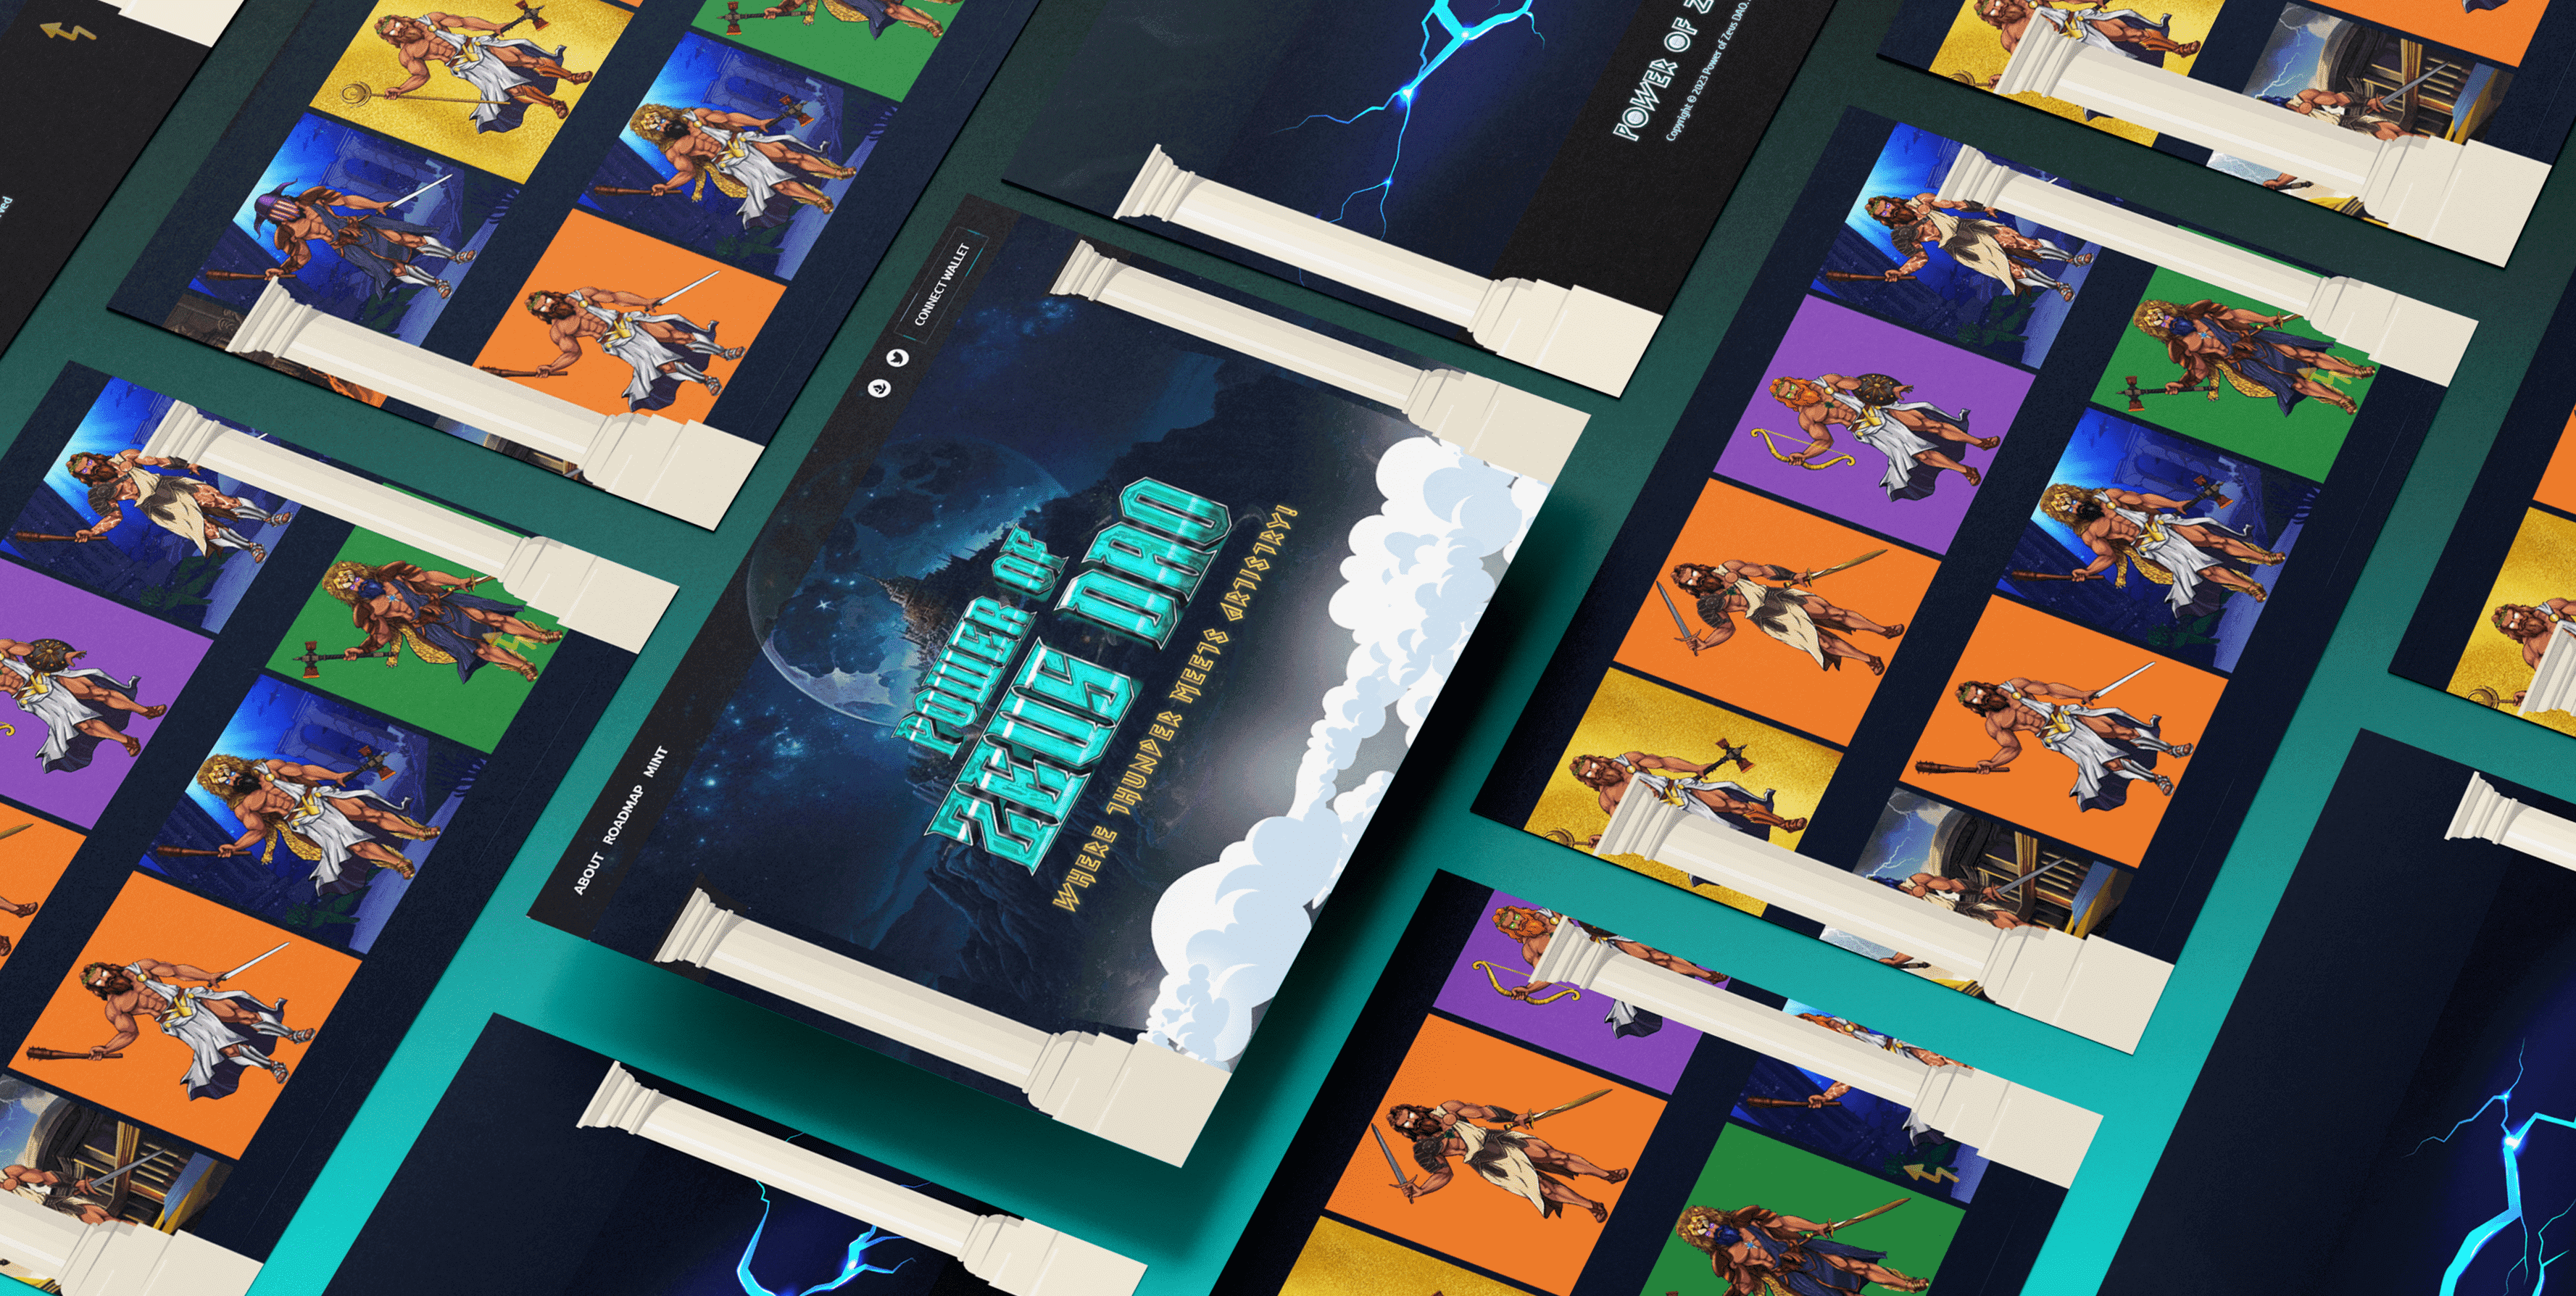 ABOUT ROADMAP MINT
CONNECT WALLET
POWER OF
ZEUS DAO
WHERE THUNDER MEETS ARTISTRY!
POWER OF
Copyright © 2023 Power of Zeus DAO.